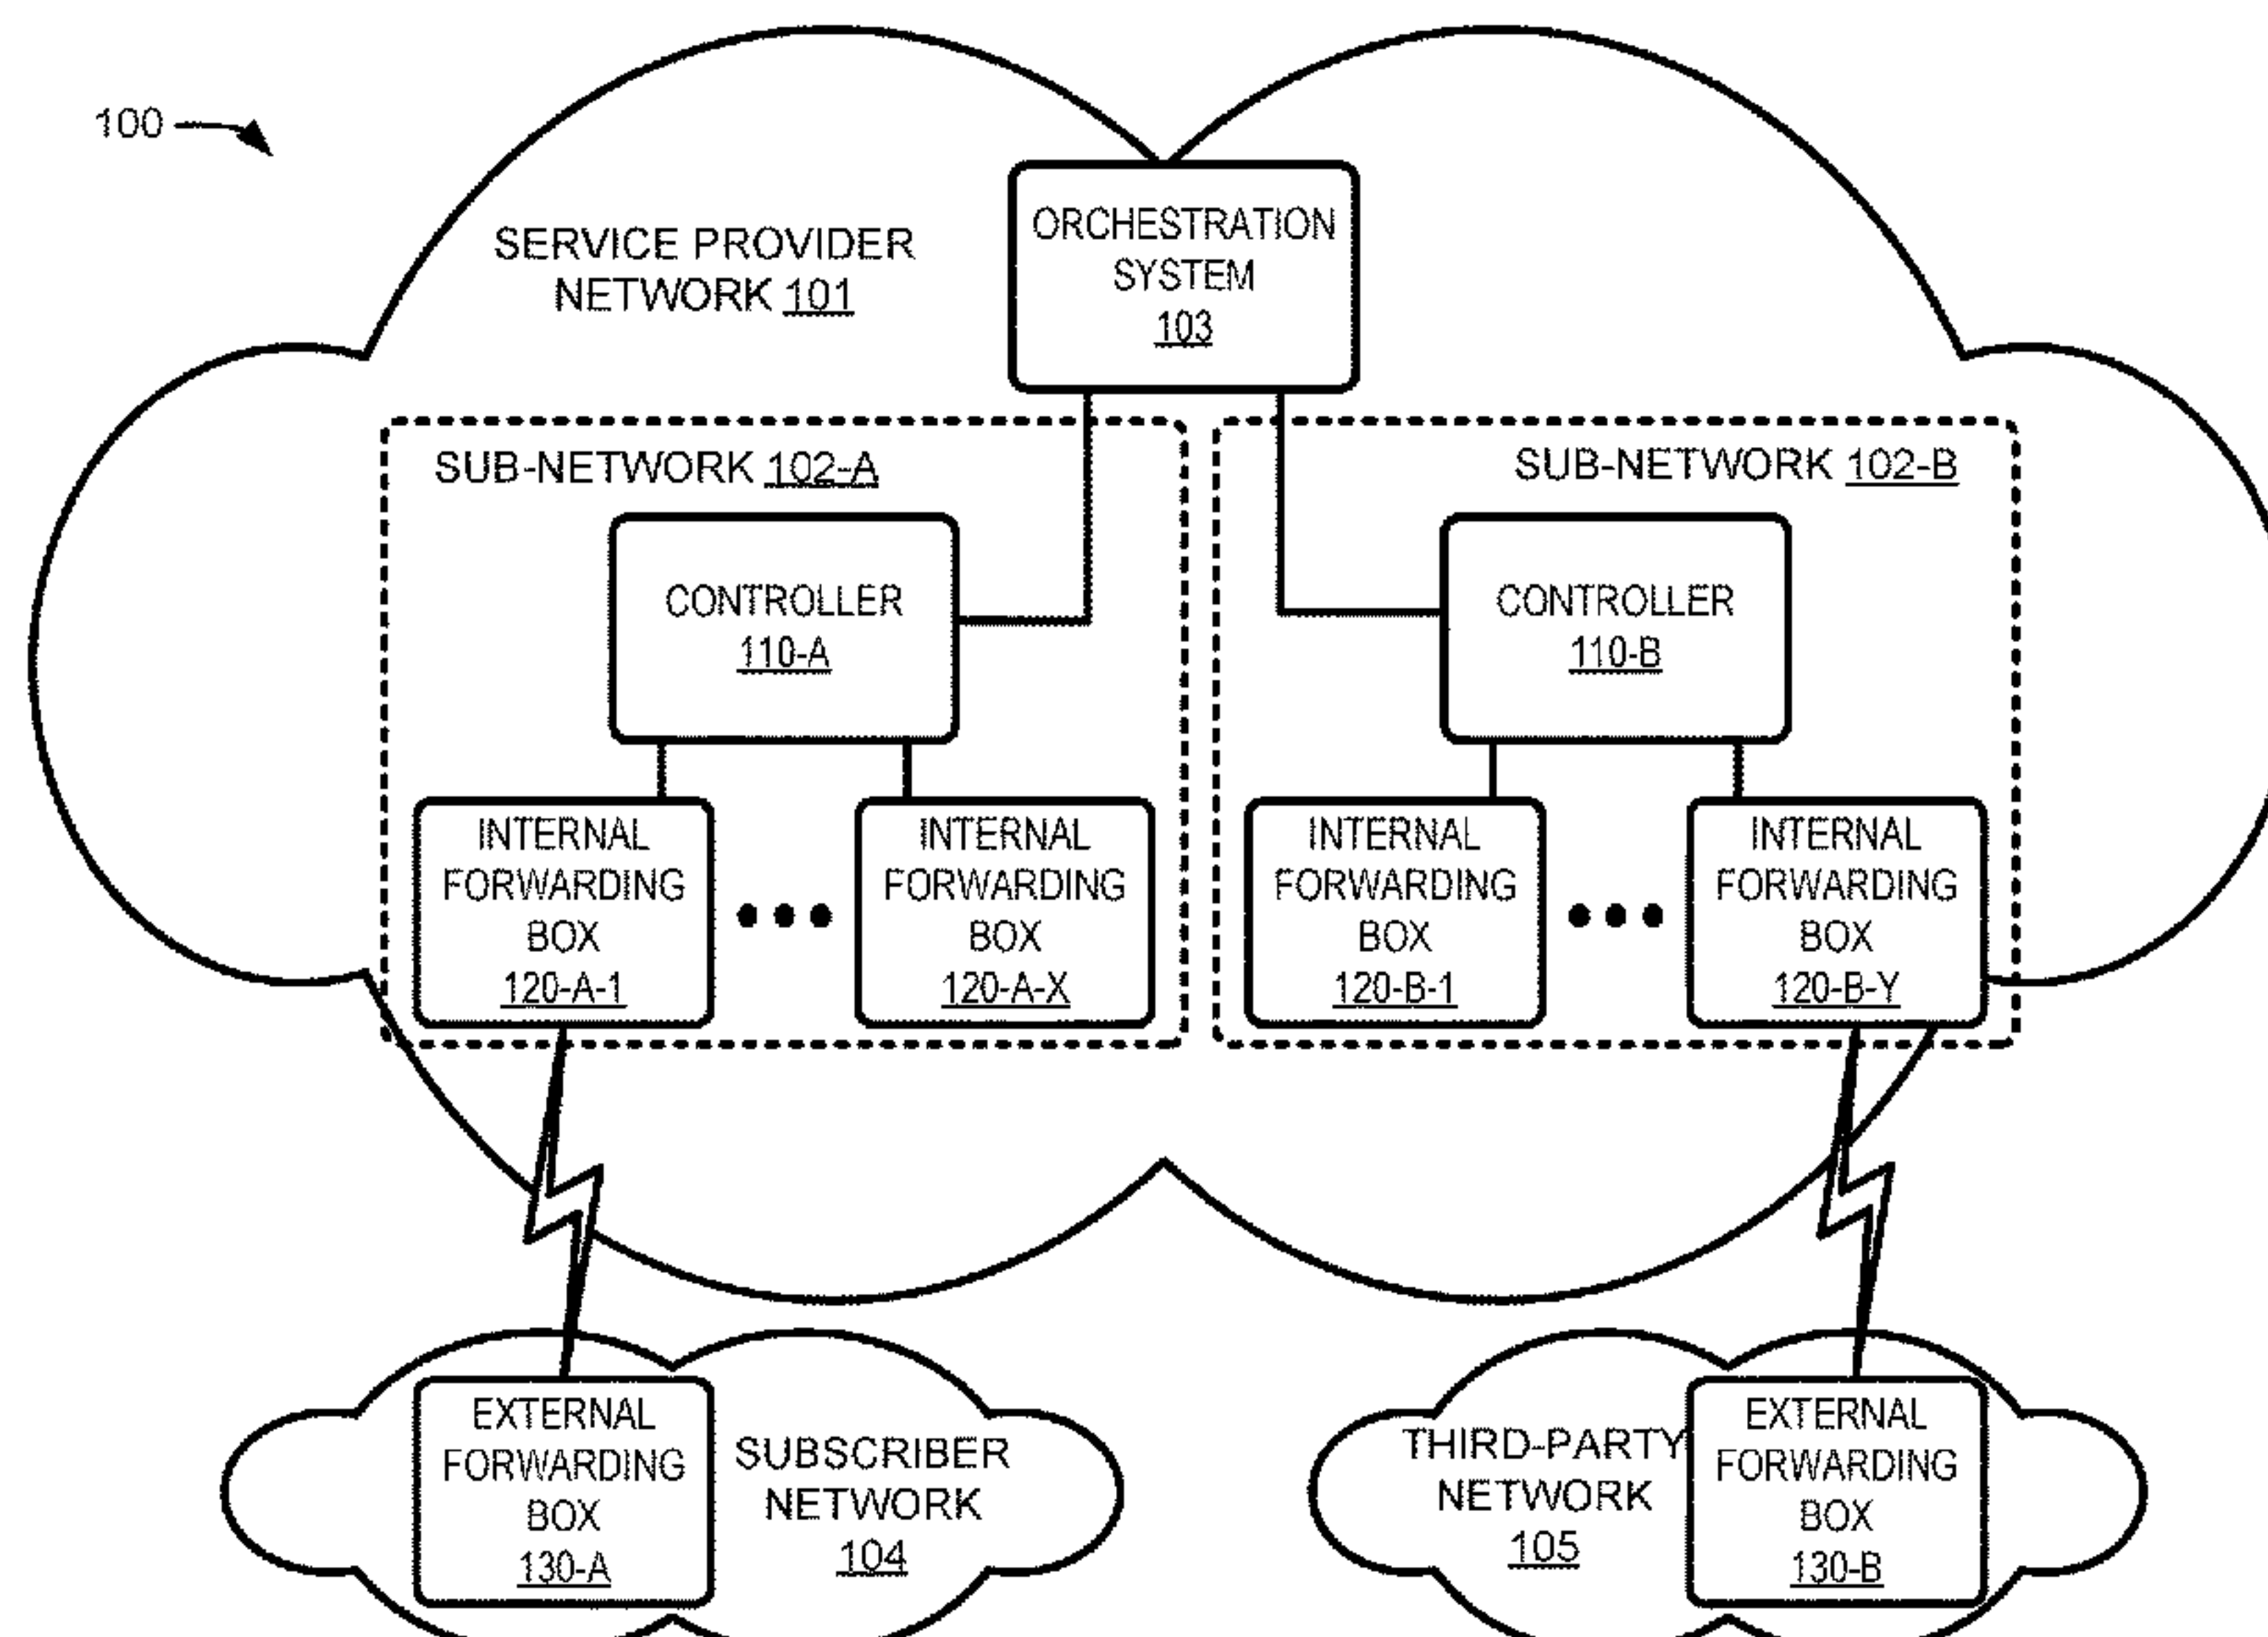 100
SERVICE PROVIDER
NETWORK 101
ORCHESTRATION
SYSTEM
103
SUB-NETWORK 102-A
CONTROLLER
110-A
INTERNAL
FORWARDING
BOX
120-A-1
INTERNAL
FORWARDING
BOX
120-A-X
SUB-NETWORK 102-B
CONTROLLER
110-B
INTERNAL
FORWARDING
BOX
120-B-1
INTERNAL
FORWARDING
BOX
120-B-Y
EXTERNAL
FORWARDING
BOX
130-A
SUBSCRIBER
NETWORK
104
THIRD-PARTY
NETWORK
105
EXTERNAL
FORWARDING
BOX
130-B